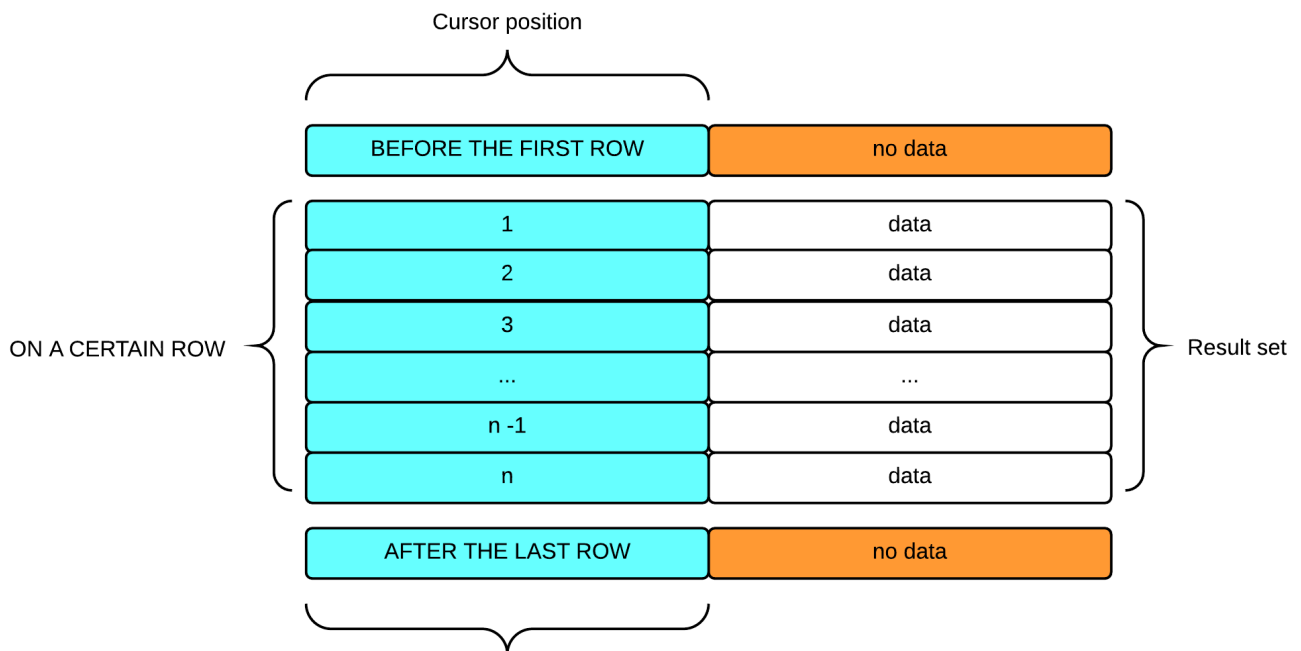 Cursor position
BEFORE THE FIRST ROW no data
1 data
2 data
3 data
ON A CERTAIN ROW
Result set
... ...
n -1 data
n data
AFTER THE LAST ROW no data